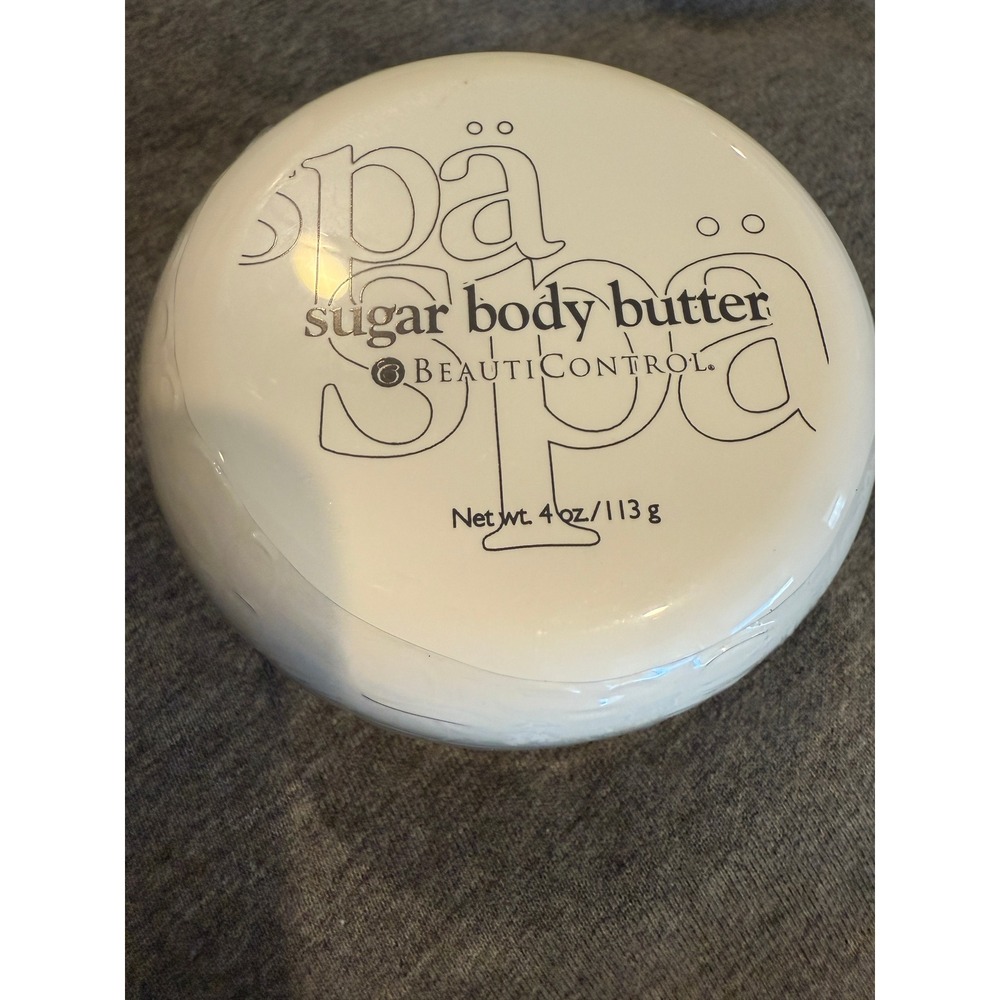 spä
spä
sugar body butter
BEAUTICONTROL®
Net wt. 4 oz./113 g